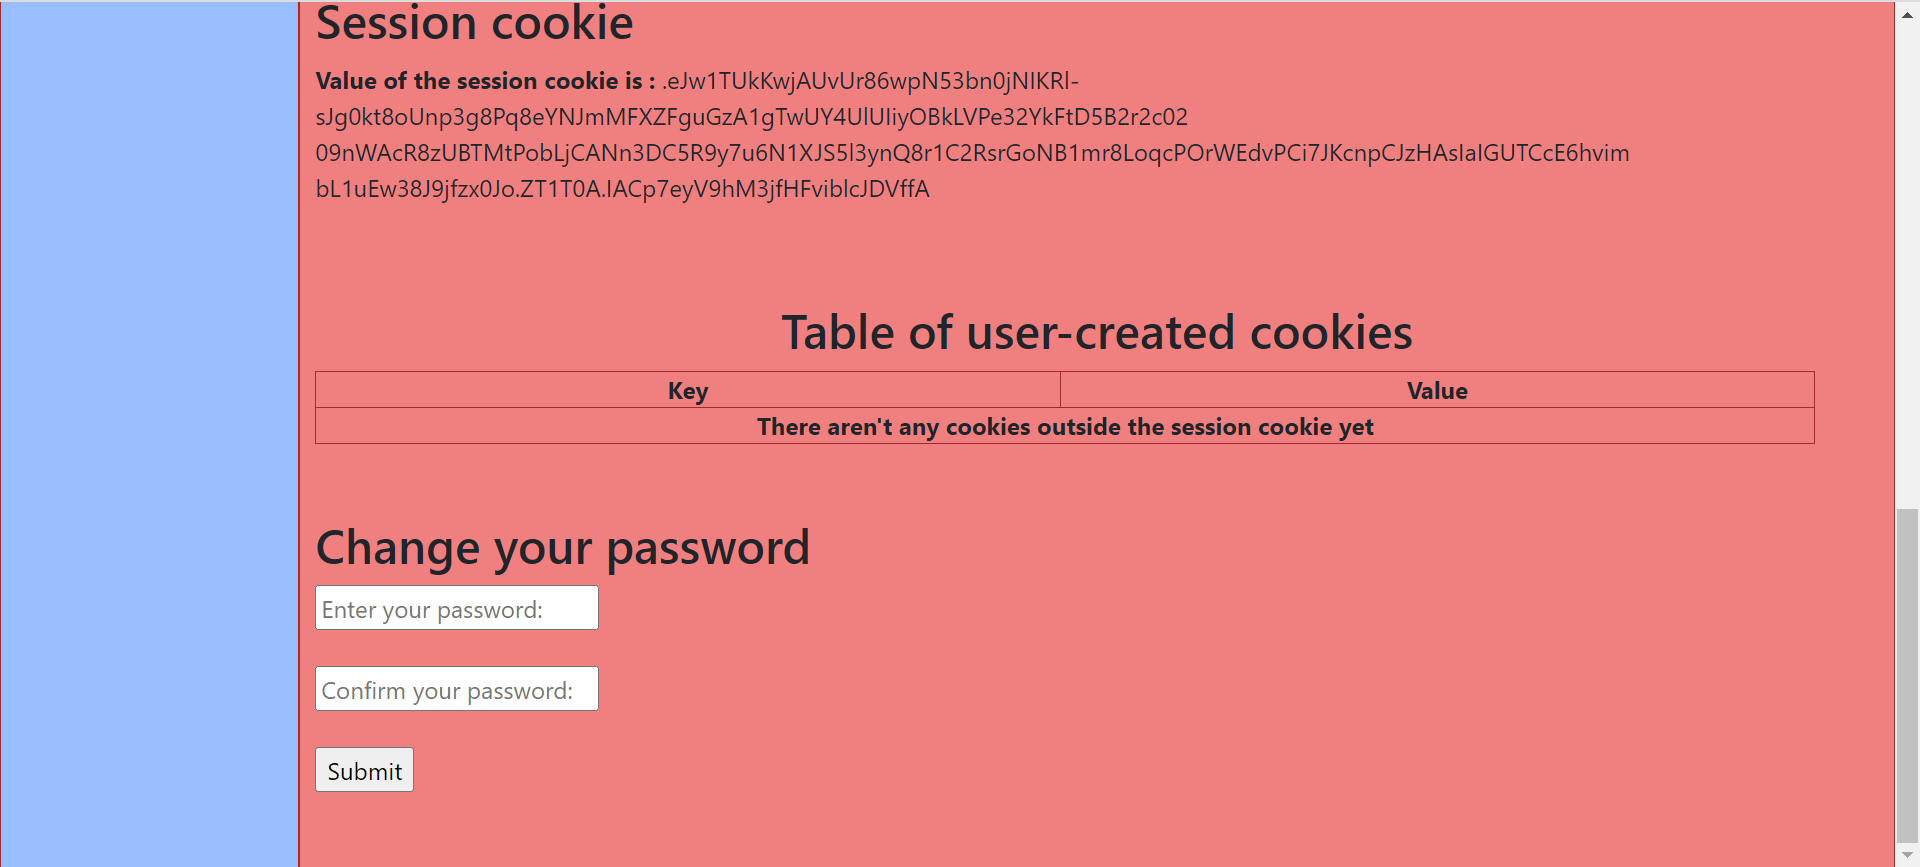 Session cookie
Value of the session cookie is : .eJw1TUkKwjAUvUr86wpN53bn0jNIKRl-
sJg0kt8oUnp3g8Pq8eYNJmMFXZFguGzA1gTwUY4UlUIiyOBkLVPe32YkFtD5B2r2c02
09nWAcR8zUBTMtPobLjCANn3DC5R9y7u6N1XJS5l3ynQ8r1C2RsrGoNB1mr8LoqcPOrWEdvPCi7JKcnpCJzHAsIaIGUTCcE6hvim
bL1uEw38J9jfzx0Jo.ZT1T0A.IACp7eyV9hM3jfHFviblcJDVffA
Table of user-created cookies
Key Value
There aren't any cookies outside the session cookie yet
Change your password
Enter your password:
Confirm your password:
Submit